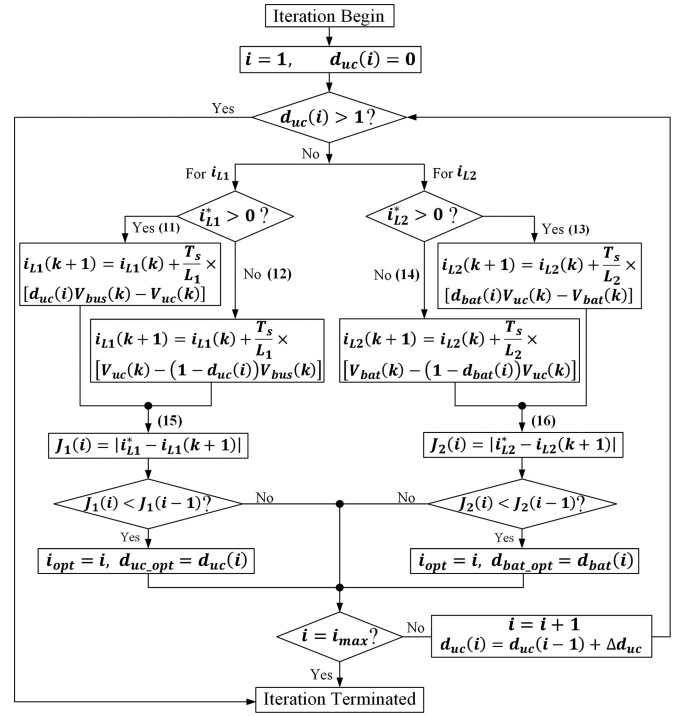 Iteration Begin
i = 1, d_uc(i) = 0
Yes
d_uc(i) > 1?
No
For i_L1
For i_L2
i*_L1 > 0 ?
i*_L2 > 0 ?
Yes (11)
Yes (13)
i_L1(k + 1) = i_L1(k) + T_s/L_1 ×
[d_uc(i)V_bus(k) − V_uc(k)]
No (12)
No (14)
i_L2(k + 1) = i_L2(k) + T_s/L_2 ×
[d_bat(i)V_uc(k) − V_bat(k)]
i_L1(k + 1) = i_L1(k) + T_s/L_1 ×
[V_uc(k) − (1 − d_uc(i))V_bus(k)]
i_L2(k + 1) = i_L2(k) + T_s/L_2 ×
[V_bat(k) − (1 − d_bat(i))V_uc(k)]
(15)
(16)
J_1(i) = |i*_L1 − i_L1(k + 1)|
J_2(i) = |i*_L2 − i_L2(k + 1)|
J_1(i) < J_1(i − 1)?
No
No
J_2(i) < J_2(i − 1)?
Yes
Yes
i_opt = i, d_uc_opt = d_uc(i)
i_opt = i, d_bat_opt = d_bat(i)
i = i_max?
No
i = i + 1
d_uc(i) = d_uc(i − 1) + Δd_uc
Yes
Iteration Terminated